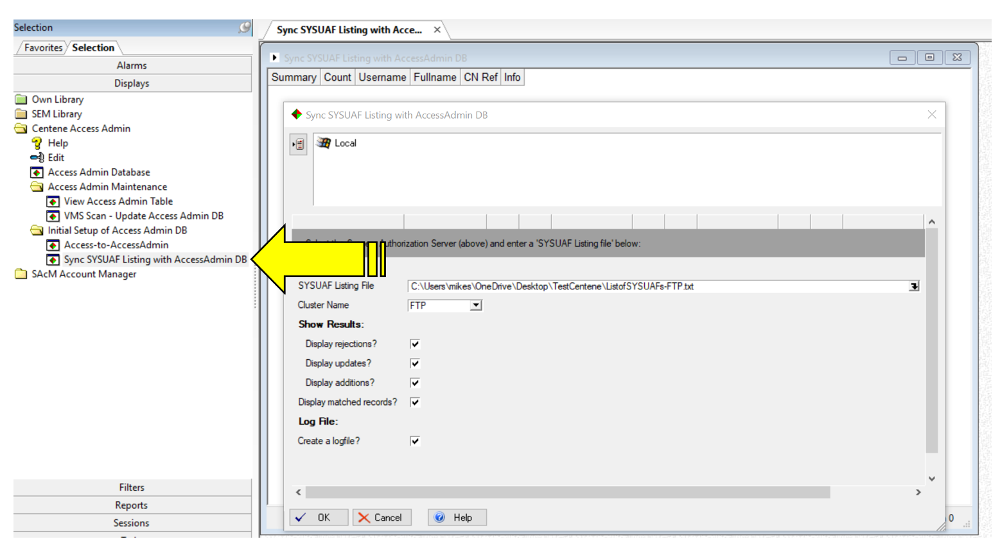 Selection
Favorites Selection
Alarms
Displays
Own Library
SEM Library
Centene Access Admin
Help
Edit
Access Admin Database
Access Admin Maintenance
View Access Admin Table
VMS Scan - Update Access Admin DB
Initial Setup of Access Admin DB
Access-to-AccessAdmin
Sync SYSUAF Listing with AccessAdmin DB
SAcM Account Manager
Filters
Reports
Sessions
Sync SYSUAF Listing with Acce...
Sync SYSUAF Listing with AccessAdmin DB
Summary Count Username Fullname CN Ref Info
Sync SYSUAF Listing with AccessAdmin DB
Local
Server (above) and enter a 'SYSUAF Listing file' below:
SYSUAF Listing File C:\Users\mikes\OneDrive\Desktop\TestCentene\ListofSYSUAFs-FTP.txt
Cluster Name FTP
Show Results:
Display rejections?
Display updates?
Display additions?
Display matched records?
Log File:
Create a logfile?
OK Cancel Help
0